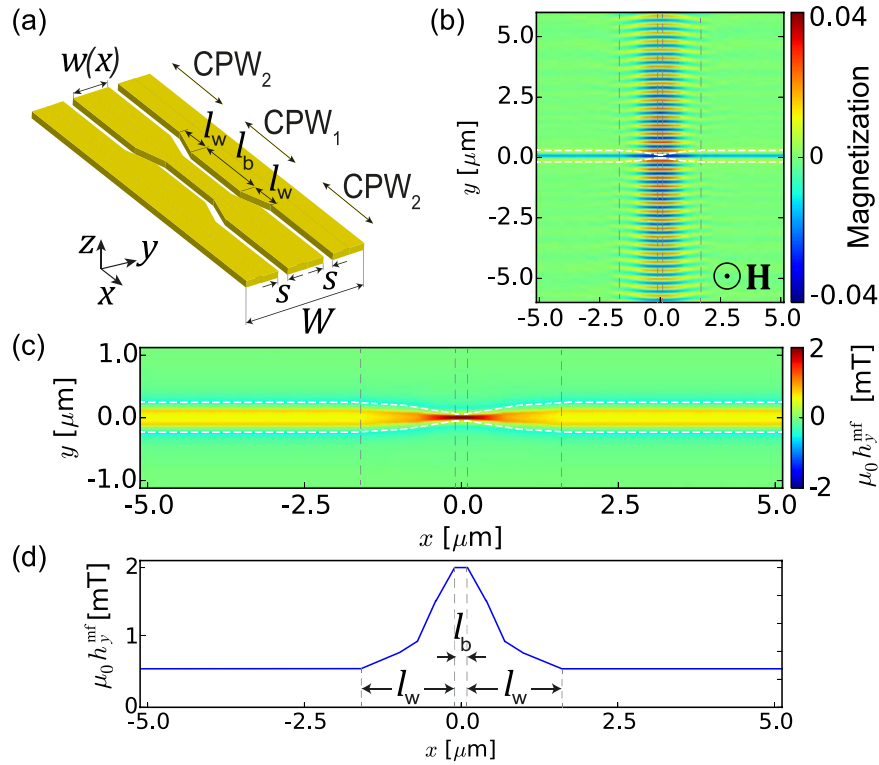 (a)
w(x)
CPW2
lw
CPW1
lb
lw
CPW2
z
y
x
s
s
W
(b)
6.0
5.0
2.5
0.0
-2.5
-5.0
y [μm]
-5.0 -2.5 0.0 2.5 5.0
H
0.04
0
-0.04
Magnetization
(c)
1.0
0.0
-1.0
y [μm]
-5.0 -2.5 0.0 2.5 5.0
x [μm]
2
0
-2
μ0 hymf [mT]
(d)
2
1
0
μ0 hymf [mT]
lb
lw
lw
-5.0 -2.5 0.0 2.5 5.0
x [μm]